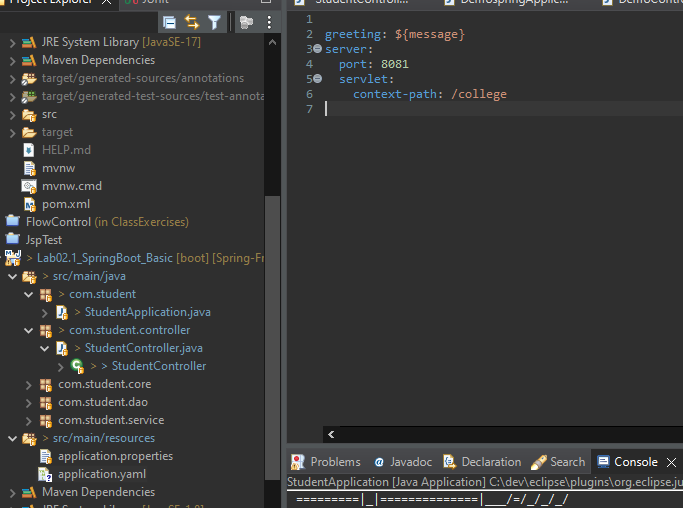 Project Explorer
JUnit
JRE System Library [JavaSE-17]
Maven Dependencies
target/generated-sources/annotations
target/generated-test-sources/test-annota
src
target
HELP.md
mvnw
mvnw.cmd
pom.xml
FlowControl (in ClassExercises)
JspTest
> Lab02.1_SpringBoot_Basic [boot] [Spring-Fr
> src/main/java
> com.student
> StudentApplication.java
> com.student.controller
> StudentController.java
> > StudentController
com.student.core
com.student.dao
com.student.service
> src/main/resources
application.properties
application.yaml
Maven Dependencies
StudentControll...
DemospringApplic...
DemoContro
1
2 greeting: ${message}
3 server:
4 port: 8081
5 servlet:
6 context-path: /college
7
Problems
Javadoc
Declaration
Search
Console
StudentApplication [Java Application] C:\dev\eclipse\plugins\org.eclipse.ju
=========|_|==============|___/=/_/_/_/